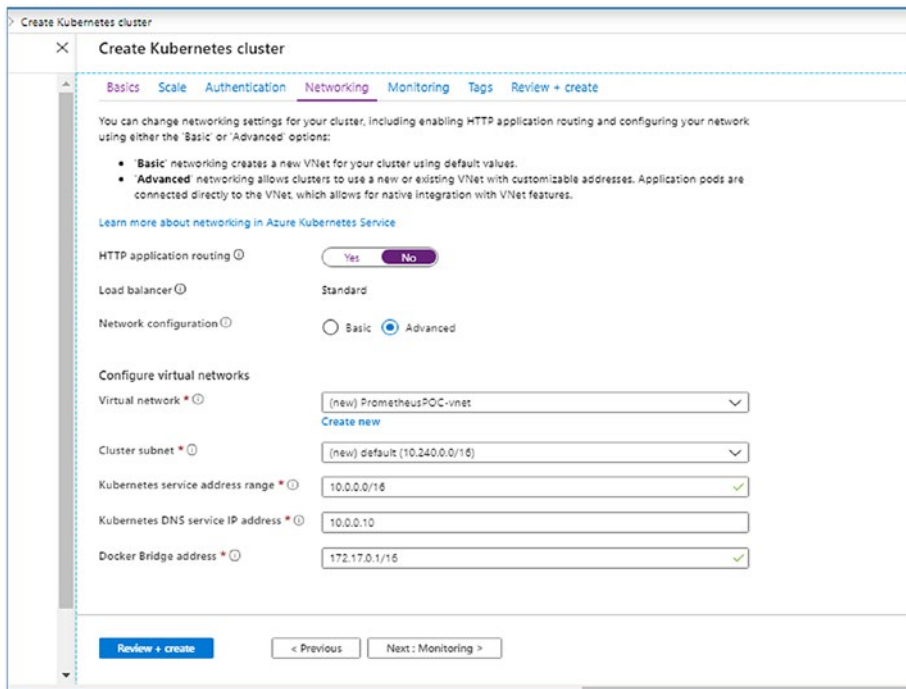 Create Kubernetes cluster
Create Kubernetes cluster
Basics Scale Authentication Networking Monitoring Tags Review + create
You can change networking settings for your cluster, including enabling HTTP application routing and configuring your network
using either the 'Basic' or 'Advanced' options:
• 'Basic' networking creates a new VNet for your cluster using default values.
• 'Advanced' networking allows clusters to use a new or existing VNet with customizable addresses. Application pods are
connected directly to the VNet, which allows for native integration with VNet features.
Learn more about networking in Azure Kubernetes Service
HTTP application routing Yes No
Load balancer Standard
Network configuration Basic Advanced
Configure virtual networks
Virtual network * (new) PrometheusPOC-vnet
Create new
Cluster subnet * (new) default (10.240.0.0/16)
Kubernetes service address range * 10.0.0.0/16
Kubernetes DNS service IP address * 10.0.0.10
Docker Bridge address * 172.17.0.1/16
Review + create < Previous Next : Monitoring >